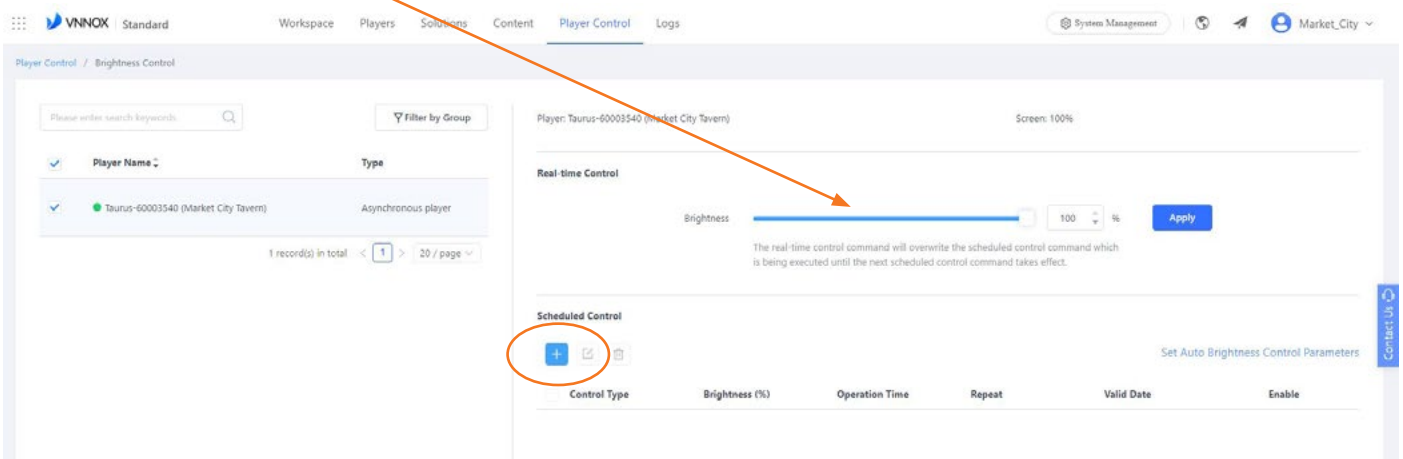 VNNOX Standard Workspace Players Solutions Content Player Control Logs System Management Market_City
Player Control / Brightness Control
Please enter search keywords Filter by Group
Player Name Type
Taurus-60003540 (Market City Tavern) Asynchronous player
1 record(s) in total < 1 > 20 / page
Player: Taurus-60003540 (Market City Tavern) Screen: 100%
Real-time Control
Brightness 100 % Apply
The real-time control command will overwrite the scheduled control command which
is being executed until the next scheduled control command takes effect.
Scheduled Control
Set Auto Brightness Control Parameters
Control Type Brightness (%) Operation Time Repeat Valid Date Enable
Contact Us